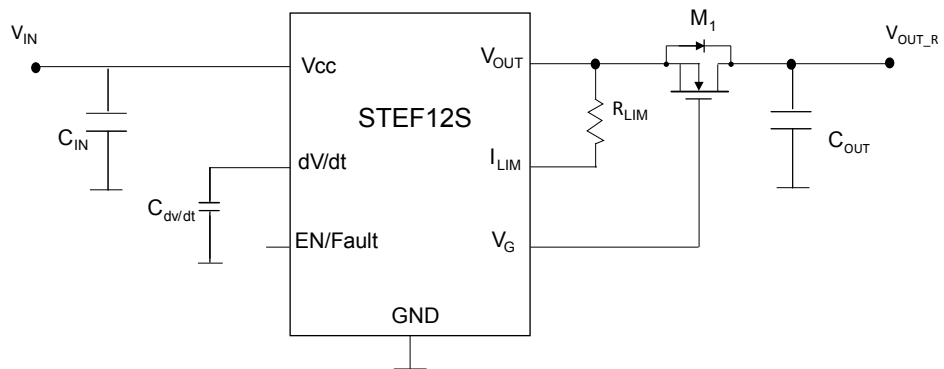 M1
VIN
VOUT_R
Vcc
VOUT
STEF12S
RLIM
CIN
COUT
dV/dt
ILIM
Cdv/dt
EN/Fault
VG
GND